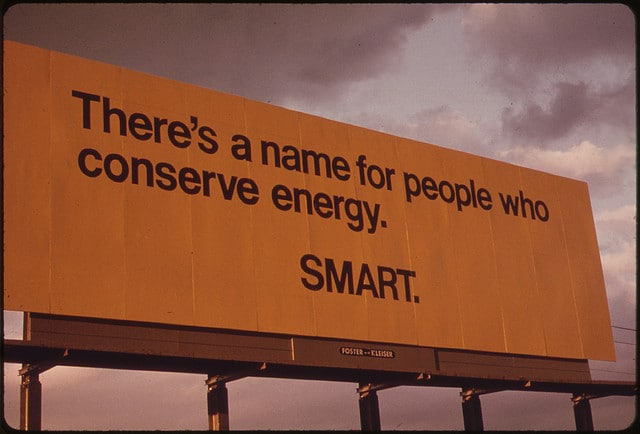 There's a name for people who
conserve energy.
SMART.
FOSTER and KLEISER